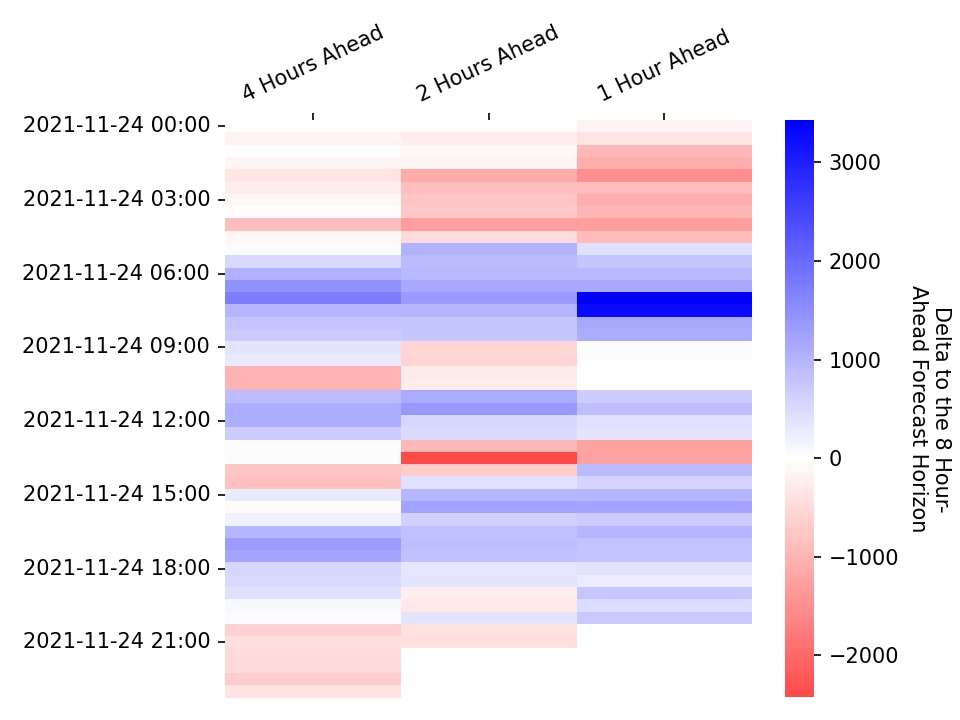 4 Hours Ahead
2 Hours Ahead
1 Hour Ahead
2021-11-24 00:00
2021-11-24 03:00
2021-11-24 06:00
2021-11-24 09:00
2021-11-24 12:00
2021-11-24 15:00
2021-11-24 18:00
2021-11-24 21:00
3000
2000
1000
0
−1000
−2000
Delta to the 8 Hour-
Ahead Forecast Horizon